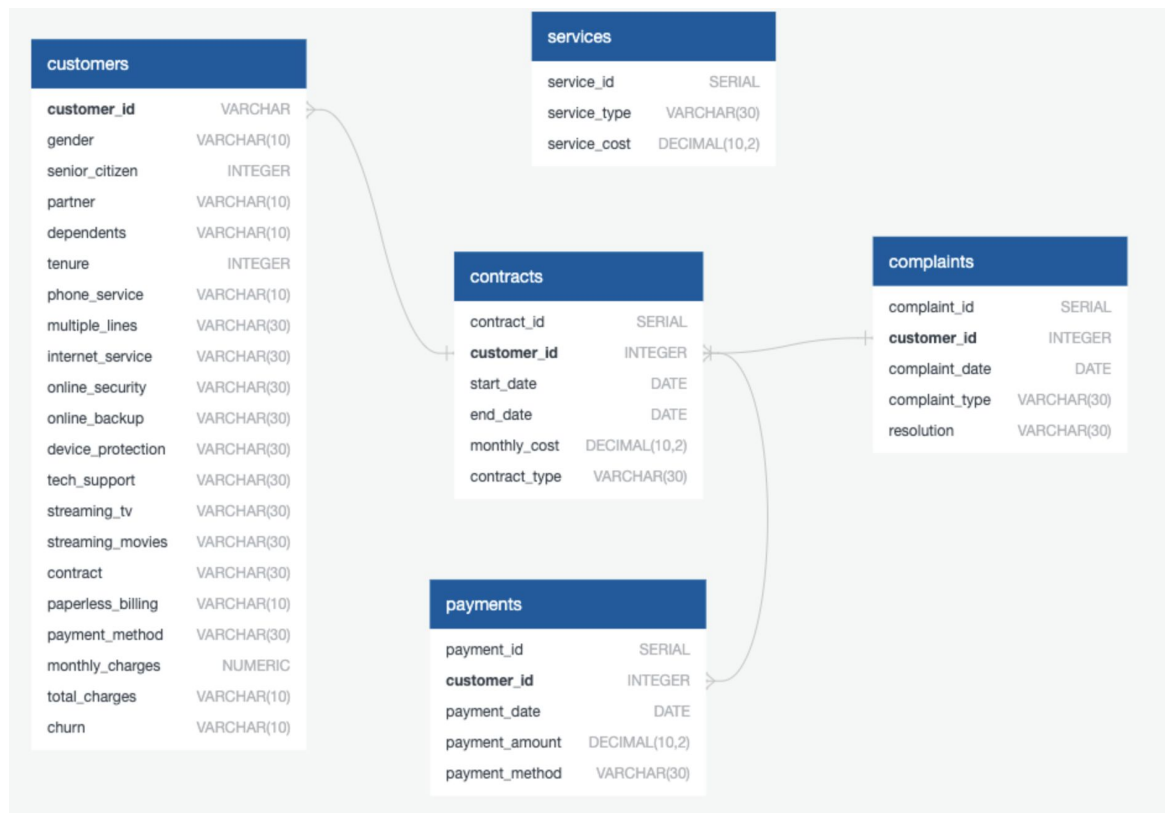 customers
customer_id VARCHAR
gender VARCHAR(10)
senior_citizen INTEGER
partner VARCHAR(10)
dependents VARCHAR(10)
tenure INTEGER
phone_service VARCHAR(10)
multiple_lines VARCHAR(30)
internet_service VARCHAR(30)
online_security VARCHAR(30)
online_backup VARCHAR(30)
device_protection VARCHAR(30)
tech_support VARCHAR(30)
streaming_tv VARCHAR(30)
streaming_movies VARCHAR(30)
contract VARCHAR(30)
paperless_billing VARCHAR(10)
payment_method VARCHAR(30)
monthly_charges NUMERIC
total_charges VARCHAR(10)
churn VARCHAR(10)
services
service_id SERIAL
service_type VARCHAR(30)
service_cost DECIMAL(10,2)
contracts
contract_id SERIAL
customer_id INTEGER
start_date DATE
end_date DATE
monthly_cost DECIMAL(10,2)
contract_type VARCHAR(30)
complaints
complaint_id SERIAL
customer_id INTEGER
complaint_date DATE
complaint_type VARCHAR(30)
resolution VARCHAR(30)
payments
payment_id SERIAL
customer_id INTEGER
payment_date DATE
payment_amount DECIMAL(10,2)
payment_method VARCHAR(30)